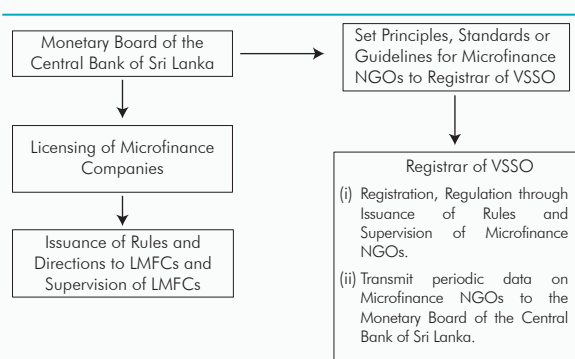 Monetary Board of the
Central Bank of Sri Lanka
Set Principles, Standards or
Guidelines for Microfinance
NGOs to Registrar of VSSO
Licensing of Microfinance
Companies
Issuance of Rules and
Directions to LMFCs and
Supervision of LMFCs
Registrar of VSSO
(i) Registration, Regulation through
Issuance of Rules and
Supervision of Microfinance
NGOs.
(ii) Transmit periodic data on
Microfinance NGOs to the
Monetary Board of the Central
Bank of Sri Lanka.